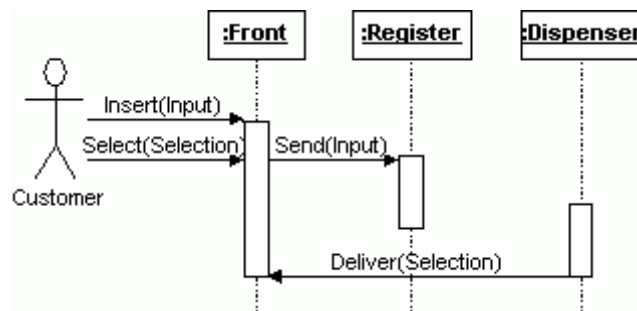 :Front
:Register
:Dispenser
Insert(Input)
Select(Selection)
Send(Input)
Customer
Deliver(Selection)